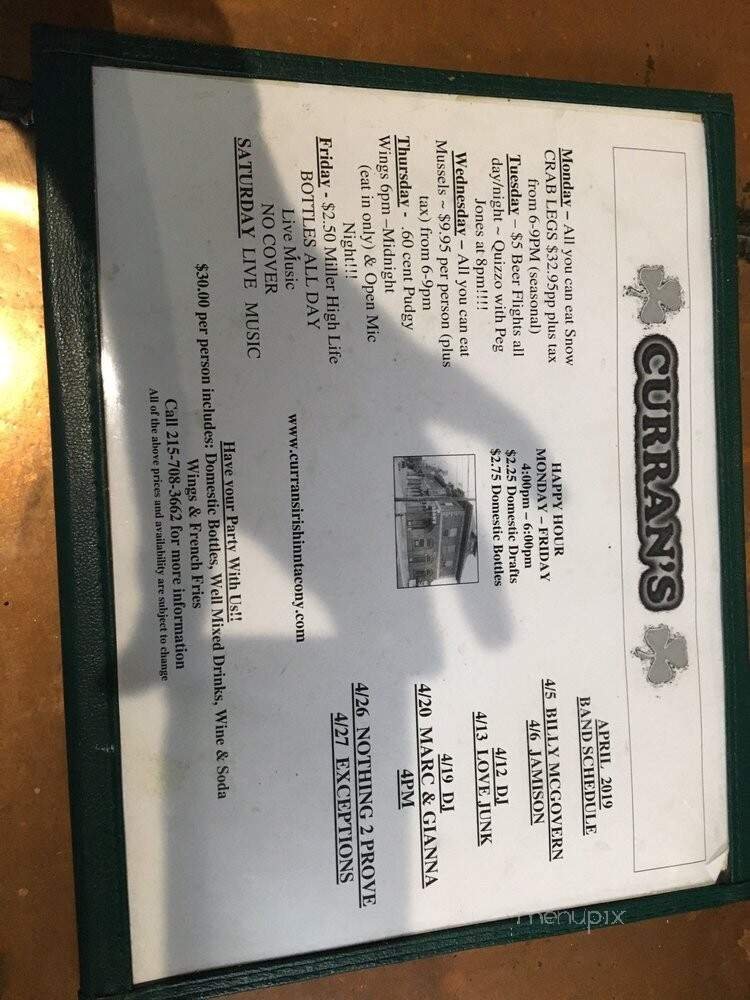 CURRAN'S
Monday – All you can eat Snow
CRAB LEGS $32.95pp plus tax
from 6-9PM (seasonal)
Tuesday – $5 Beer Flights all
day/night ~ Quizzo with Peg
Jones at 8pm!!!!
Wednesday – All you can eat
Mussels ~ $9.95 per person (plus
tax) from 6-9pm
Thursday - .60 cent Pudgy
Wings 6pm –Midnight
(eat in only) & Open Mic
Night!!!!
Friday - $2.50 Miller High Life
BOTTLES ALL DAY
Live Music
NO COVER
SATURDAY LIVE MUSIC
HAPPY HOUR
MONDAY – FRIDAY
4:00pm – 6:00pm
$2.25 Domestic Drafts
$2.75 Domestic Bottles
www.curransirishinntacony.com
APRIL 2019
BAND SCHEDULE
4/5 BILLY MCGOVERN
4/6 JAMISON
4/12 DJ
4/13 LOVE JUNK
4/19 DJ
4/20 MARC & GIANNA
4PM
4/26 NOTHING 2 PROVE
4/27 EXCEPTIONS
Have your Party With Us!!
$30.00 per person includes: Domestic Bottles, Well Mixed Drinks, Wine & Soda
Wings & French Fries
Call 215-708-3662 for more information
All of the above prices and availability are subject to change
menupix